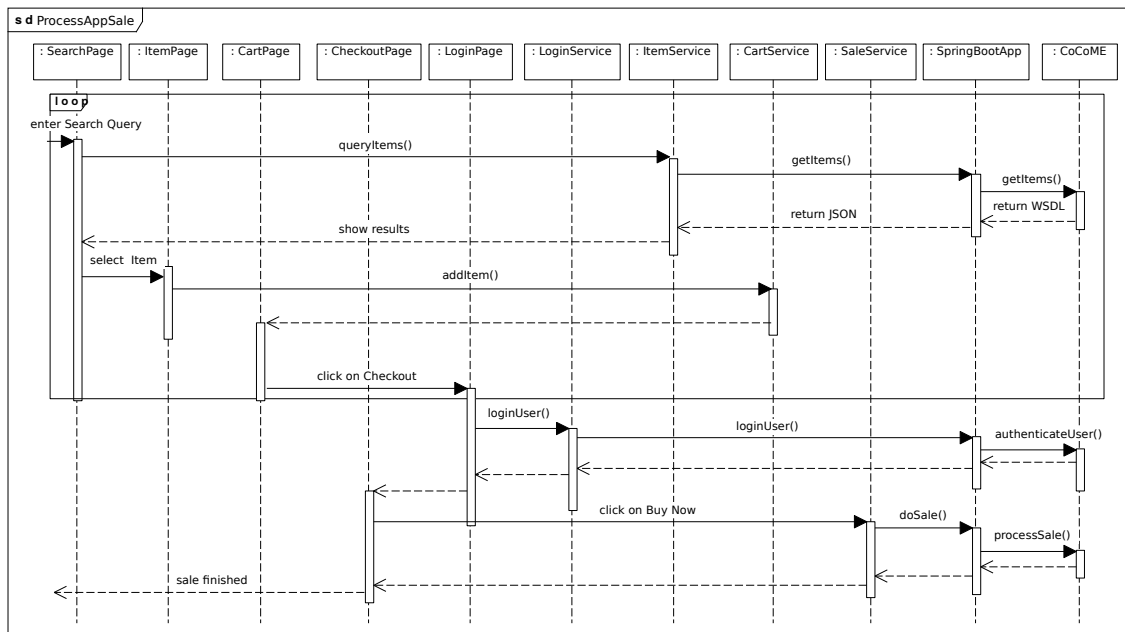 sd ProcessAppSale
: SearchPage
: ItemPage
: CartPage
: CheckoutPage
: LoginPage
: LoginService
: ItemService
: CartService
: SaleService
: SpringBootApp
: CoCoME
loop
enter Search Query
queryItems()
getItems()
getItems()
return WSDL
return JSON
show results
select Item
addItem()
click on Checkout
loginUser()
loginUser()
authenticateUser()
click on Buy Now
doSale()
processSale()
sale finished